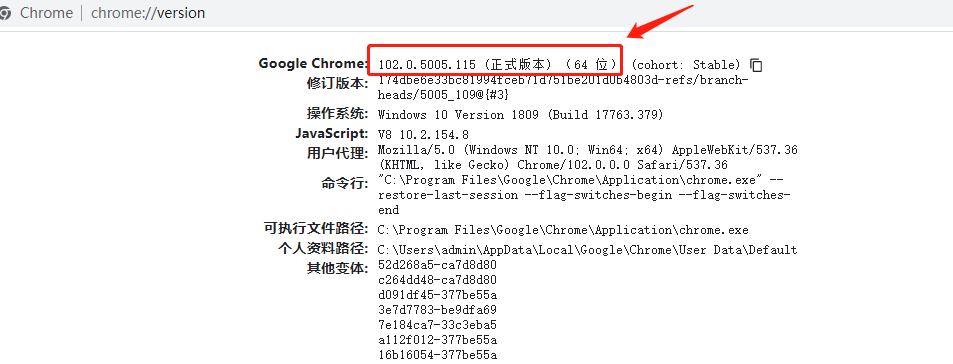 Chrome | chrome://version
Google Chrome: 102.0.5005.115 (正式版本) (64 位) (cohort: Stable)
修订版本: 174dbe6e33bc81994fceb71d751be201d0b4803d-refs/branch-
heads/5005_109@{#3}
操作系统: Windows 10 Version 1809 (Build 17763.379)
JavaScript: V8 10.2.154.8
用户代理: Mozilla/5.0 (Windows NT 10.0; Win64; x64) AppleWebKit/537.36
(KHTML, like Gecko) Chrome/102.0.0.0 Safari/537.36
命令行: "C:\Program Files\Google\Chrome\Application\chrome.exe" --
restore-last-session --flag-switches-begin --flag-switches-
end
可执行文件路径: C:\Program Files\Google\Chrome\Application\chrome.exe
个人资料路径: C:\Users\admin\AppData\Local\Google\Chrome\User Data\Default
其他变体: 52d268a5-ca7d8d80
c264dd48-ca7d8d80
d091df45-377be55a
3e7d7783-be9dfa69
7e184ca7-33c3eba5
a112f012-377be55a
16b16054-377be55a